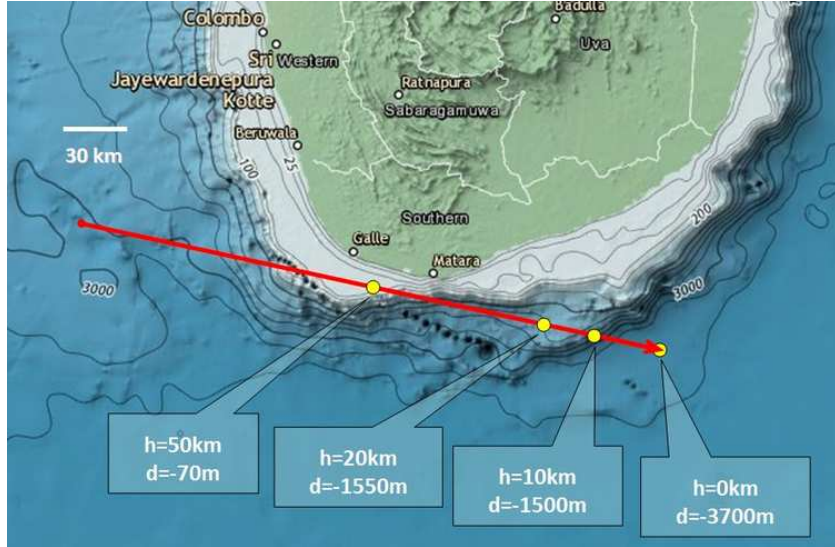 Colombo
Badulla
Sri
Western
Uva
Jayewardenepura
Kotte
Ratnapura
Sabaragamuwa
30 km
Beruwala
100
25
200
Southern
Galle
Matara
3000
3000
h=50km
d=-70m
h=20km
d=-1550m
h=10km
d=-1500m
h=0km
d=-3700m